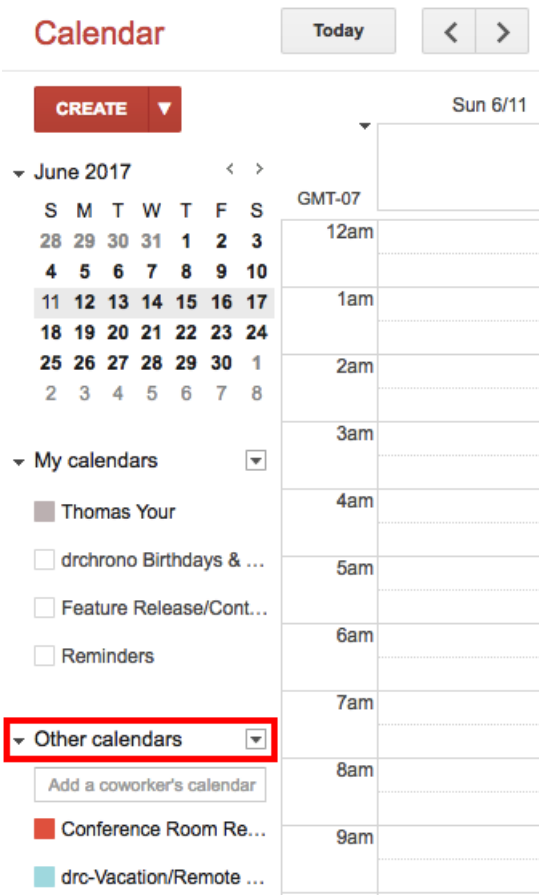 Calendar
Today
CREATE
Sun 6/11
June 2017
S M T W T F S
28 29 30 31 1 2 3
4 5 6 7 8 9 10
11 12 13 14 15 16 17
18 19 20 21 22 23 24
25 26 27 28 29 30 1
2 3 4 5 6 7 8
My calendars
Thomas Your
drchrono Birthdays & ...
Feature Release/Cont...
Reminders
Other calendars
Add a coworker's calendar
Conference Room Re...
drc-Vacation/Remote ...
GMT-07
12am
1am
2am
3am
4am
5am
6am
7am
8am
9am